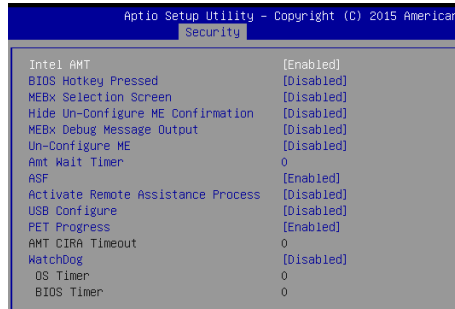 Aptio Setup Utility – Copyright (C) 2015 American
Security
Intel AMT [Enabled]
BIOS Hotkey Pressed [Disabled]
MEBx Selection Screen [Disabled]
Hide Un-Configure ME Confirmation [Disabled]
MEBx Debug Message Output [Disabled]
Un-Configure ME [Disabled]
Amt Wait Timer 0
ASF [Enabled]
Activate Remote Assistance Process [Disabled]
USB Configure [Disabled]
PET Progress [Enabled]
AMT CIRA Timeout 0
WatchDog [Disabled]
OS Timer 0
BIOS Timer 0